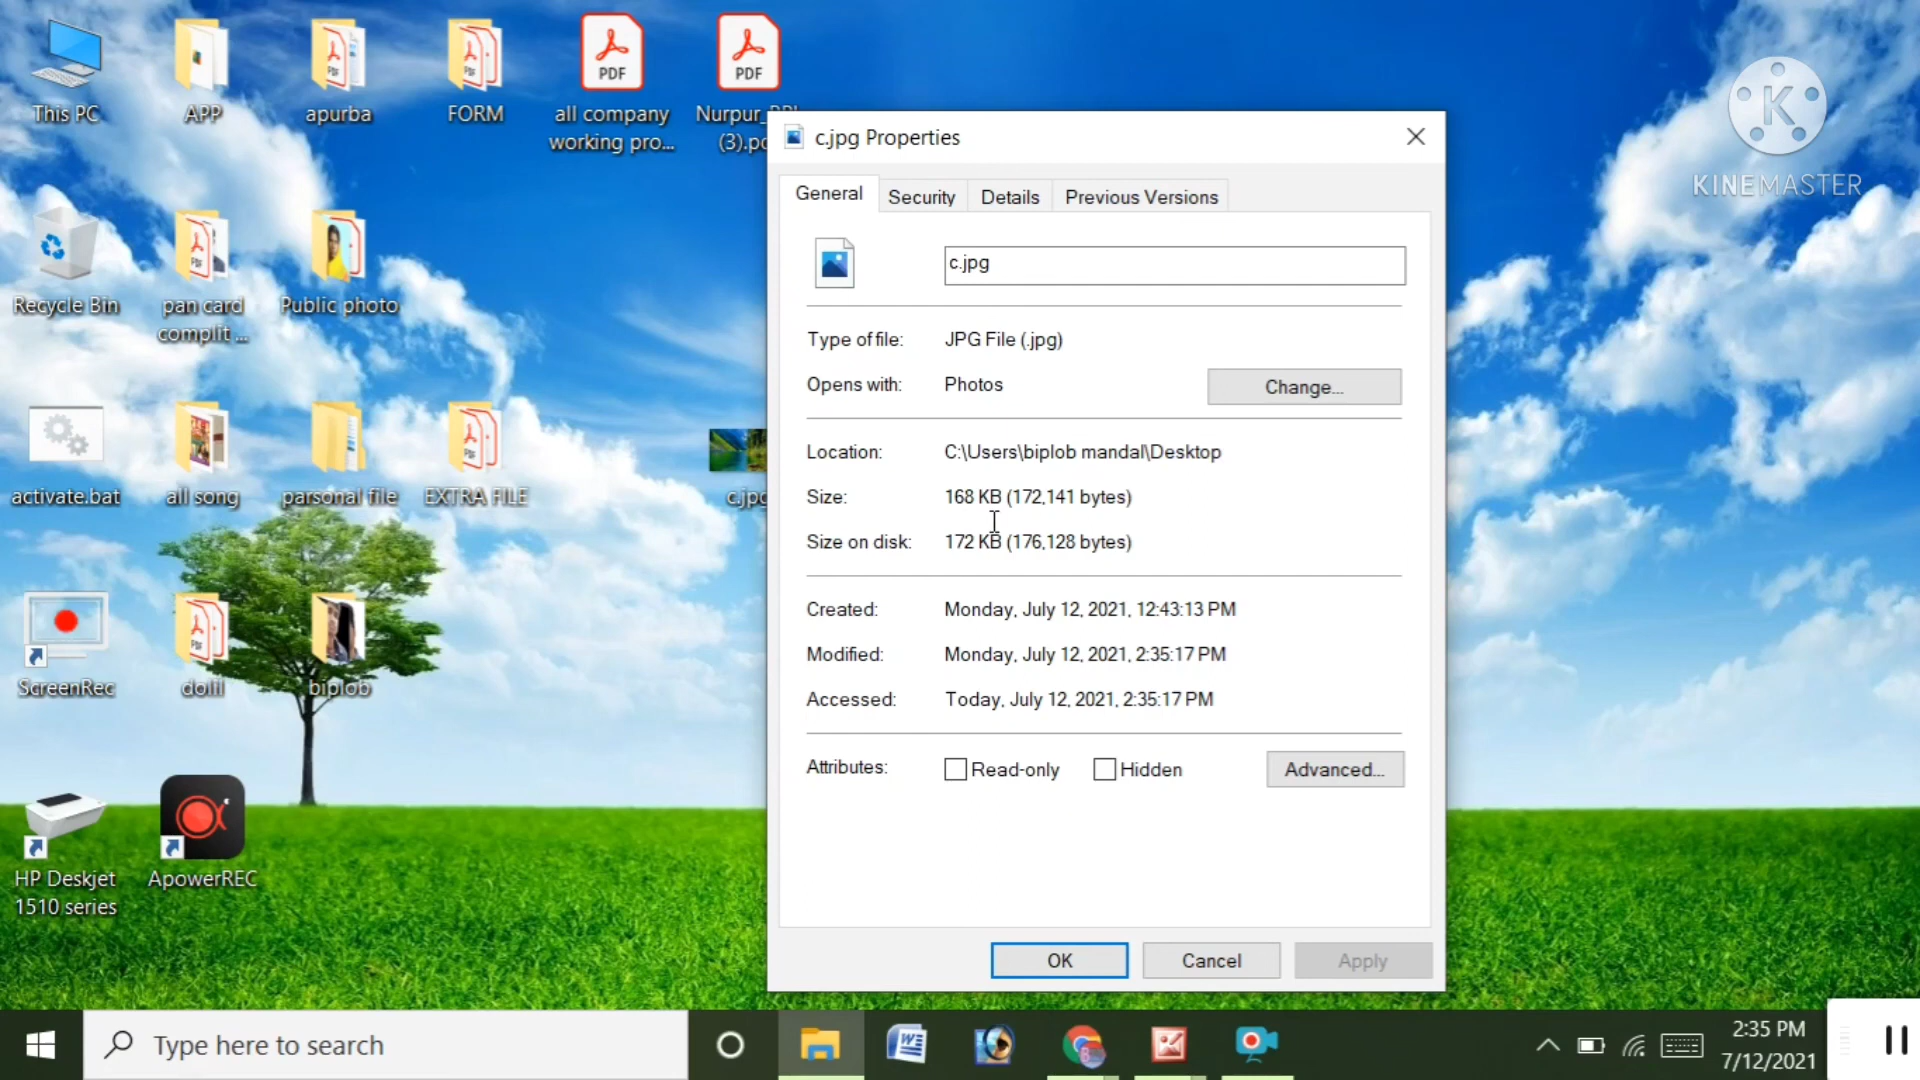 This PC
APP
apurba
FORM
PDF
all company
working pro...
PDF
Nurpur_
(3).p
Recycle Bin
pan card
complit ...
Public photo
activate.bat
all song
parsonal file
EXTRA FILE
c.jpg
ScreenRec
dolil
biplob
HP Deskjet
1510 series
ApowerREC
KINEMASTER
c.jpg Properties
General
Security
Details
Previous Versions
c.jpg
Type of file: JPG File (.jpg)
Opens with: Photos
Change...
Location: C:\Users\biplob mandal\Desktop
Size: 168 KB (172,141 bytes)
Size on disk: 172 KB (176,128 bytes)
Created: Monday, July 12, 2021, 12:43:13 PM
Modified: Monday, July 12, 2021, 2:35:17 PM
Accessed: Today, July 12, 2021, 2:35:17 PM
Attributes: Read-only Hidden Advanced...
OK Cancel Apply
Type here to search
2:35 PM
7/12/2021